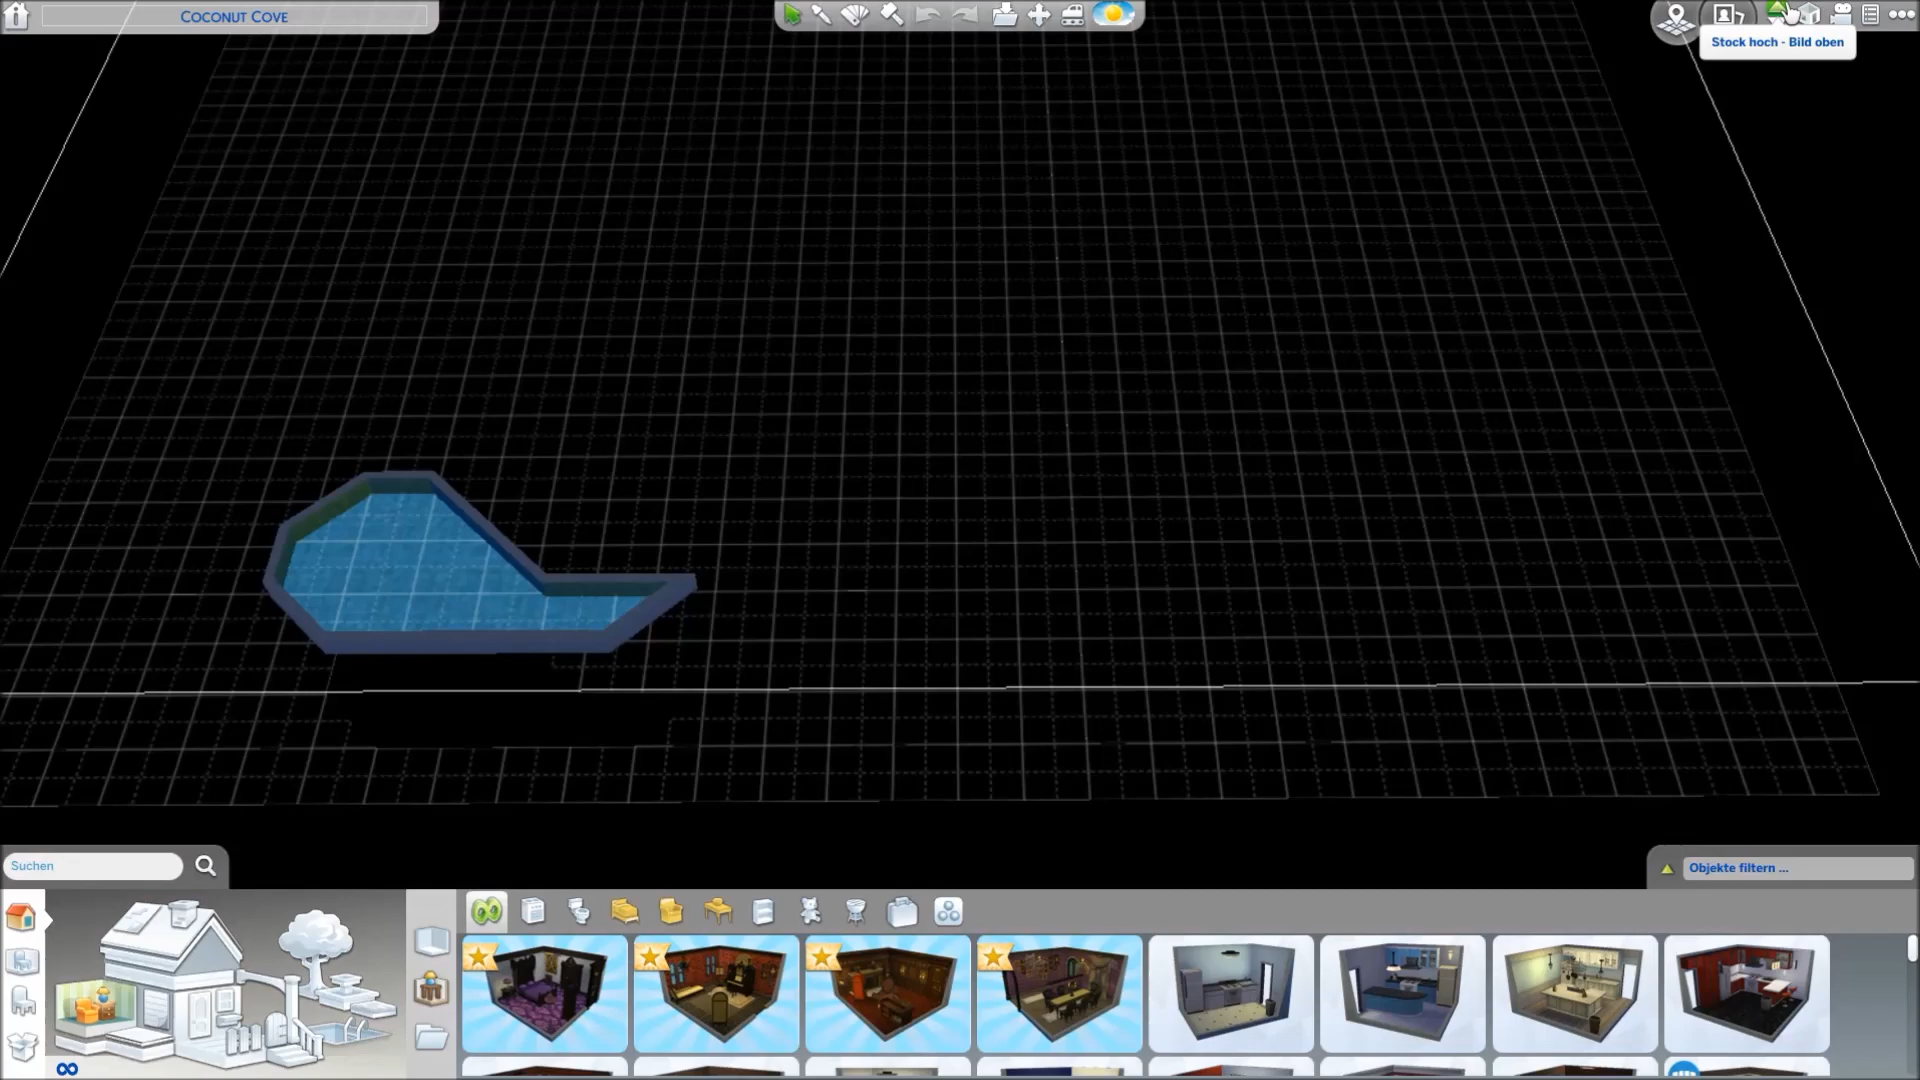 Coconut Cove
Stock hoch - Bild oben
Suchen
Objekte filtern ...